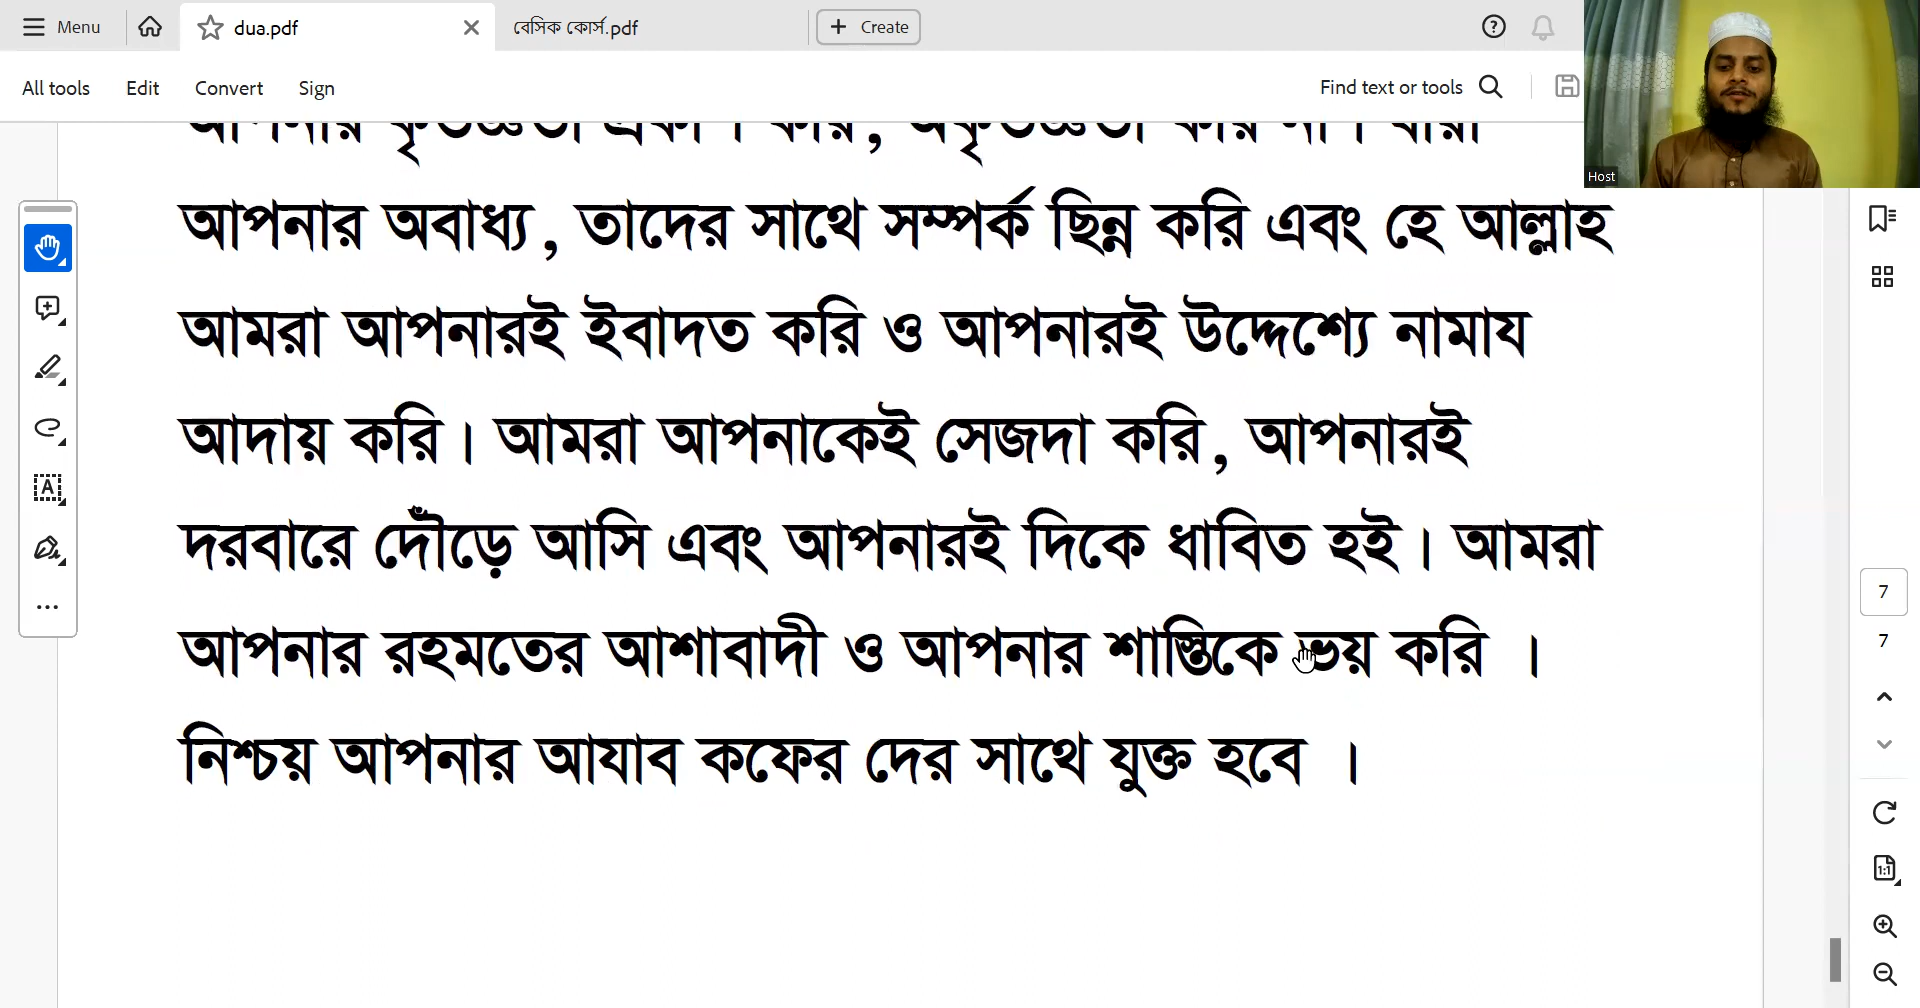 Menu
dua.pdf
বেসিক কোর্স.pdf
Create
All tools Edit Convert Sign
Find text or tools
Host
আপনার অবাধ্য, তাদের সাথে সম্পর্ক ছিন্ন করি এবং হে আল্লাহ
আমরা আপনারই ইবাদত করি ও আপনারই উদ্দেশ্যে নামায
আদায় করি। আমরা আপনাকেই সেজদা করি, আপনারই
দরবারে দৌঁড়ে আসি এবং আপনারই দিকে ধাবিত হই। আমরা
আপনার রহমতের আশাবাদী ও আপনার শাস্তিকে ভয় করি ।
নিশ্চয় আপনার আযাব কফের দের সাথে যুক্ত হবে ।
7
7